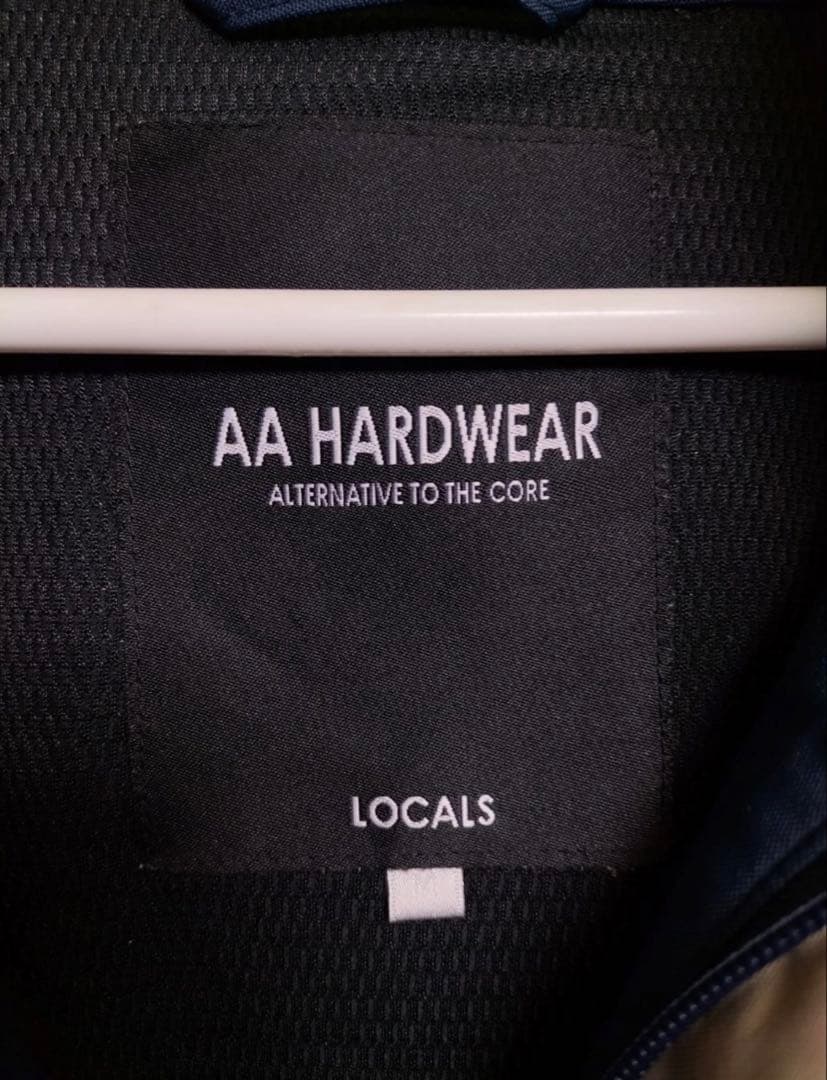 AA HARDWEAR
ALTERNATIVE TO THE CORE
LOCALS
M